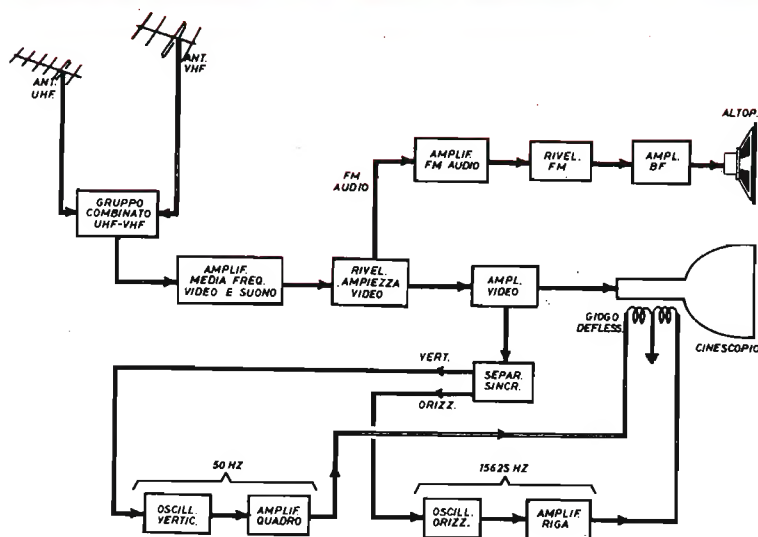 ANT.
VHF
ANT.
UHF.
ALTOP.
AMPLIF.
FM AUDIO
RIVEL.
FM
AMPL.
BF
FM
AUDIO
GRUPPO
COMBINATO
UHF-VHF
AMPLIF.
MEDIA FREQ.
VIDEO E SUONO
RIVEL.
AMPIEZZA
VIDEO
AMPL.
VIDEO
GIOGO
DEFLESS.
CINESCOPIO
VERT.
SEPAR.
SINCR.
ORIZZ.
50 HZ
15625 HZ
OSCILL.
VERTIC.
AMPLIF.
QUADRO
OSCILL.
ORIZZ.
AMPLIF.
RIGA